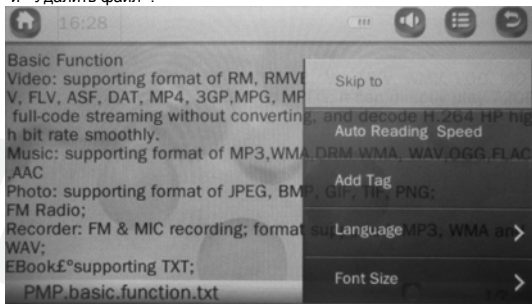 и "Удалить файл".
16:28
Basic Function
Video: supporting format of RM, RMVB
V, FLV, ASF, DAT, MP4, 3GP,MPG, MP
full-code streaming without converting, and decode H.264 HP hig
h bit rate smoothly.
Music: supporting format of MP3,WMA,DRM WMA, WAV,OGG FLAC
,AAC
Photo: supporting format of JPEG, BMP, GIF, TIF, PNG;
FM Radio;
Recorder: FM & MIC recording; format MP3, WMA an
WAV;
EBook£°supporting TXT;
PMP.basic.function.txt
Skip to
Auto Reading Speed
Add Tag
Language
Font Size